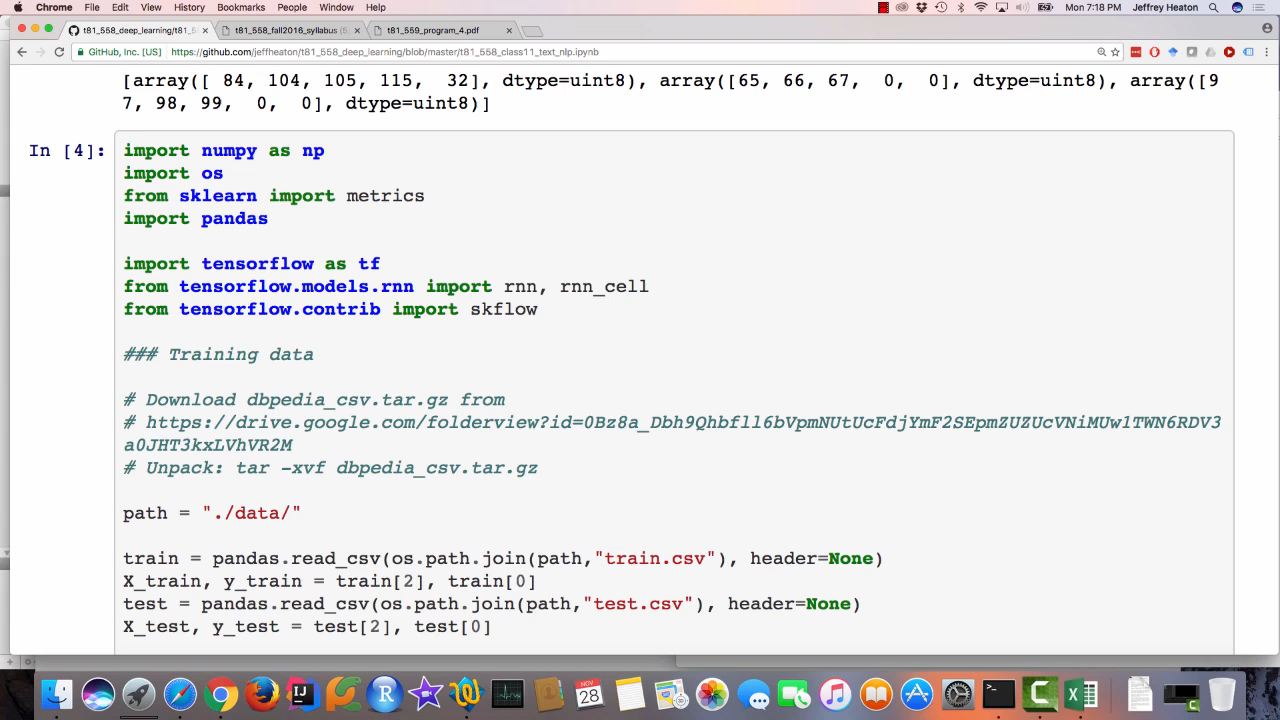 Chrome File Edit View History Bookmarks People Window Help Mon 7:18 PM Jeffrey Heaton
t81_558_deep_learning/t81_5 t81_558_fall2016_syllabus (5. t81_559_program_4.pdf
GitHub, Inc. [US] https://github.com/jeffheaton/t81_558_deep_learning/blob/master/t81_558_class11_text_nlp.ipynb
[array([ 84, 104, 105, 115, 32], dtype=uint8), array([65, 66, 67, 0, 0], dtype=uint8), array([9
7, 98, 99, 0, 0], dtype=uint8)]
In [4]: import numpy as np
import os
from sklearn import metrics
import pandas
import tensorflow as tf
from tensorflow.models.rnn import rnn, rnn_cell
from tensorflow.contrib import skflow
### Training data
# Download dbpedia_csv.tar.gz from
# https://drive.google.com/folderview?id=0Bz8a_Dbh9Qhbfll6bVpmNUtUcFdjYmF2SEpmZUZUcVNiMUw1TWN6RDV3
a0JHT3kxLVhVR2M
# Unpack: tar -xvf dbpedia_csv.tar.gz
path = "./data/"
train = pandas.read_csv(os.path.join(path,"train.csv"), header=None)
X_train, y_train = train[2], train[0]
test = pandas.read_csv(os.path.join(path,"test.csv"), header=None)
X_test, y_test = test[2], test[0]
NOV
28